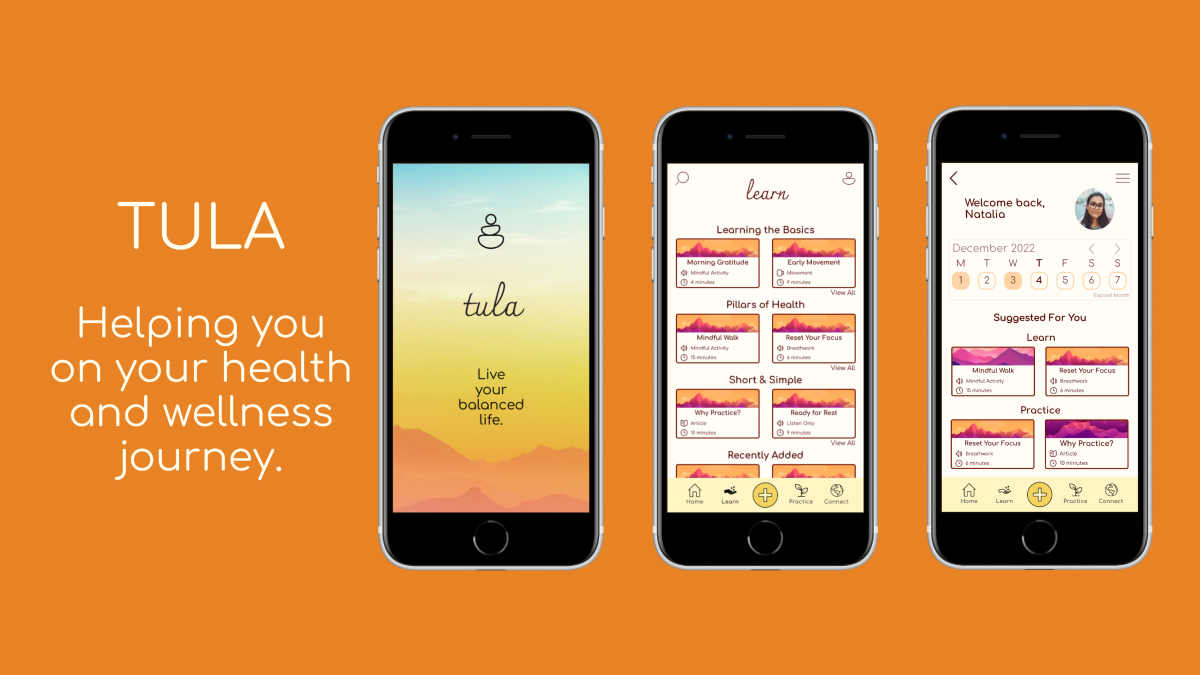 TULA
Helping you
on your health
and wellness
journey.
tula
Live
your
balanced
life.
learn
Learning the Basics
Morning Gratitude
Mindful Activity
4 minutes
Early Movement
Movement
9 minutes
View All
Pillars of Health
Mindful Walk
Mindful Activity
15 minutes
Reset Your Focus
Breathwork
6 minutes
View All
Short & Simple
Why Practice?
Article
10 minutes
Ready for Rest
Listen Only
9 minutes
View All
Recently Added
Home Learn Practice Connect
Welcome back,
Natalia
December 2022
M T W T F S S
1 2 3 4 5 6 7
Expand Month
Suggested For You
Learn
Mindful Walk
Mindful Activity
15 minutes
Reset Your Focus
Breathwork
6 minutes
Practice
Reset Your Focus
Breathwork
6 minutes
Why Practice?
Article
10 minutes
Home Learn Practice Connect